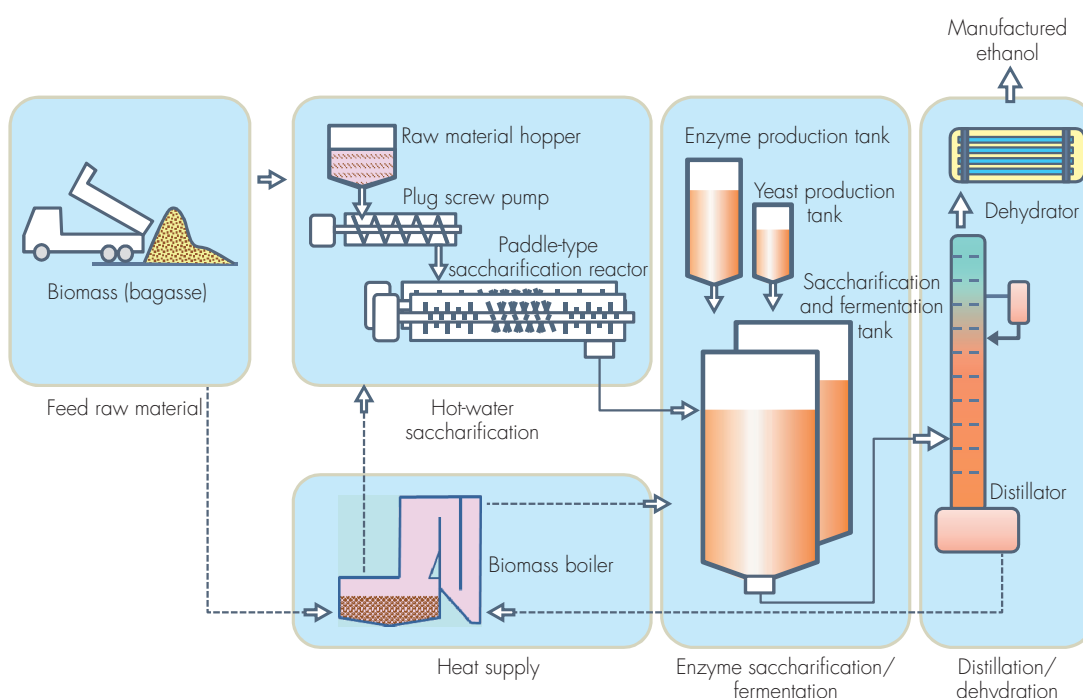 Manufactured
ethanol
Raw material hopper
Enzyme production tank
Plug screw pump
Yeast production
tank
Dehydrator
Paddle-type
saccharification reactor
Biomass (bagasse)
Saccharification
and fermentation
tank
Feed raw material
Hot-water
saccharification
Distillator
Biomass boiler
Heat supply
Enzyme saccharification/
fermentation
Distillation/
dehydration